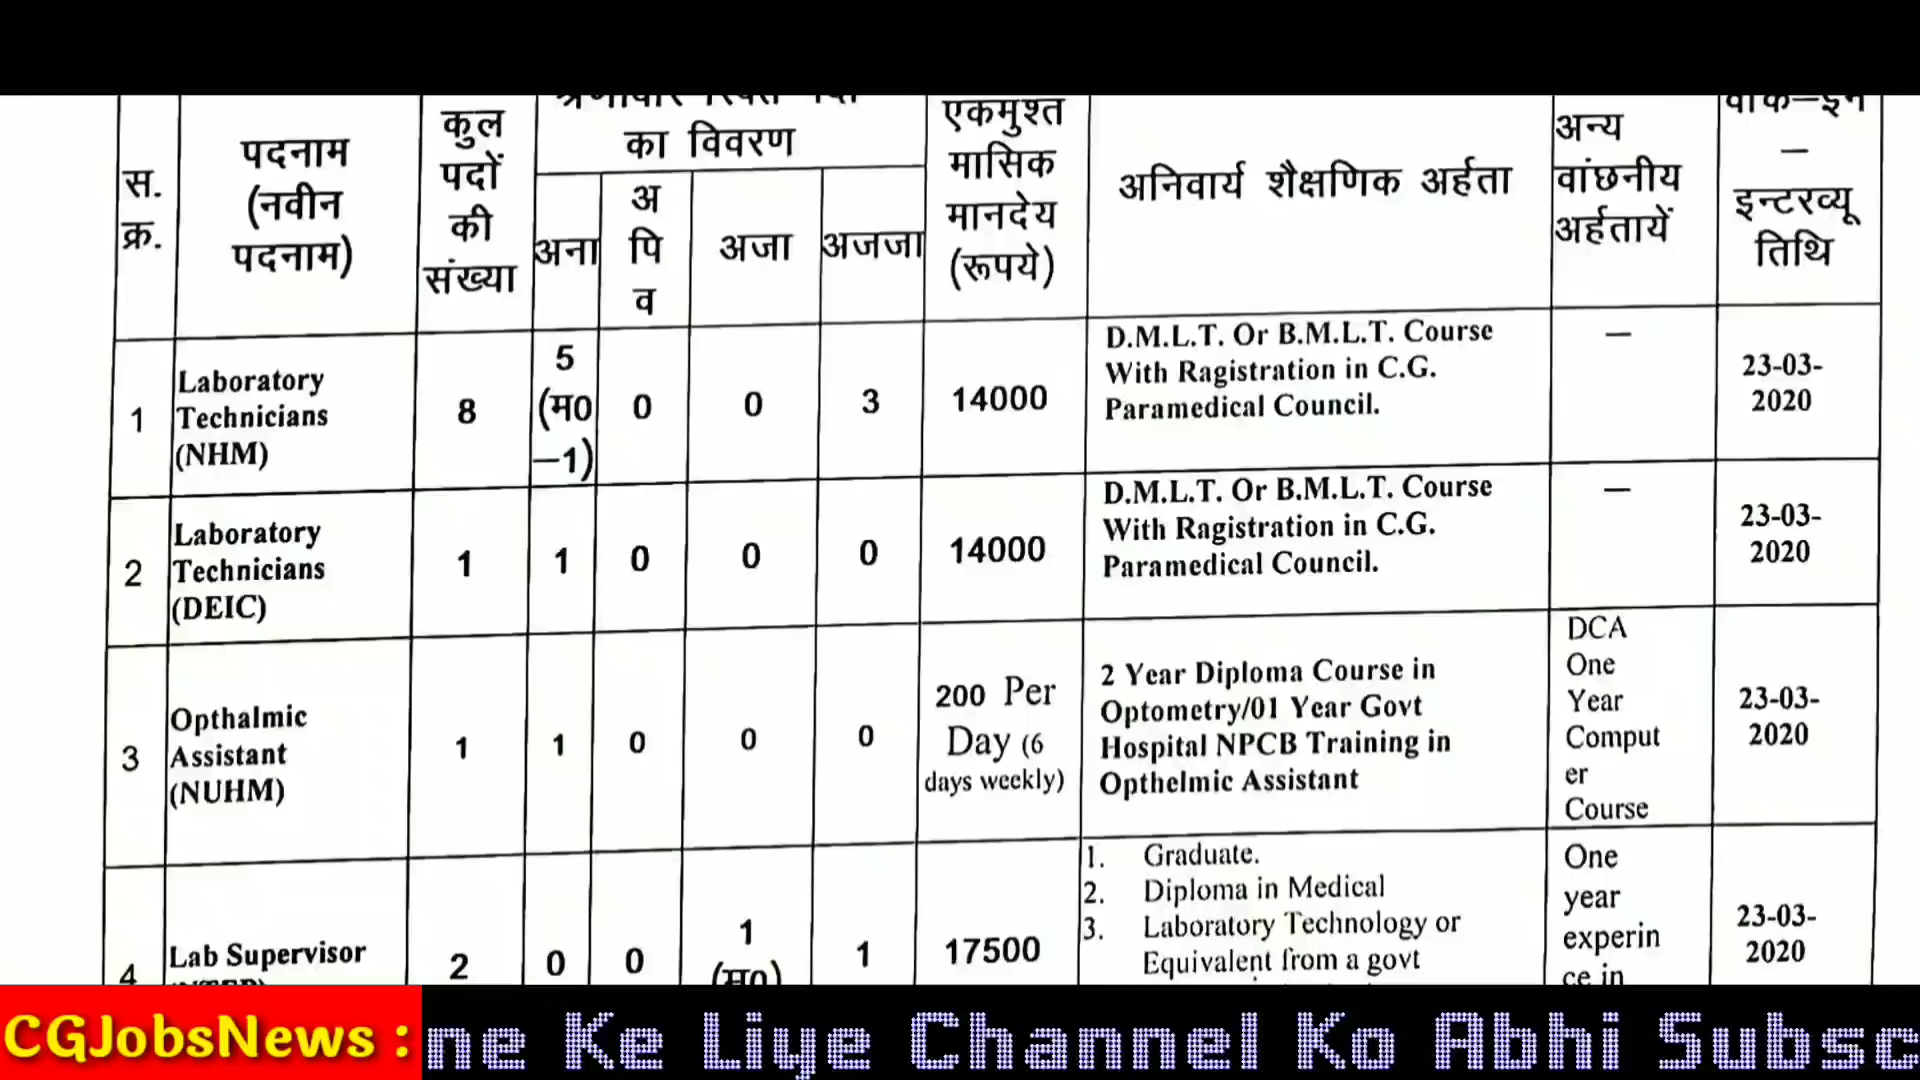 का विवरण
स.
क्र.
पदनाम
(नवीन
पदनाम)
कुल
पदों
की
संख्या
अना
अ
पि
व
अजा
अजजा
एकमुश्त
मासिक
मानदेय
(रूपये)
अनिवार्य शैक्षणिक अर्हता
अन्य
वांछनीय
अर्हतायें
वाक–इन
–
इन्टरव्यू
तिथि
1
Laboratory
Technicians
(NHM)
8
5
(म0
–1)
0
0
3
14000
D.M.L.T. Or B.M.L.T. Course
With Ragistration in C.G.
Paramedical Council.
–
23-03-
2020
2
Laboratory
Technicians
(DEIC)
1
1
0
0
0
14000
D.M.L.T. Or B.M.L.T. Course
With Ragistration in C.G.
Paramedical Council.
–
23-03-
2020
3
Opthalmic
Assistant
(NUHM)
1
1
0
0
0
200 Per
Day (6
days weekly)
2 Year Diploma Course in
Optometry/01 Year Govt
Hospital NPCB Training in
Opthelmic Assistant
DCA
One
Year
Comput
er
Course
23-03-
2020
4
Lab Supervisor
2
0
0
1
(म0)
1
17500
1. Graduate.
2. Diploma in Medical
3. Laboratory Technology or
Equivalent from a govt
One
year
experin
ce in
23-03-
2020
CGJobsNews : ne Ke Liye Channel Ko Abhi Subsc